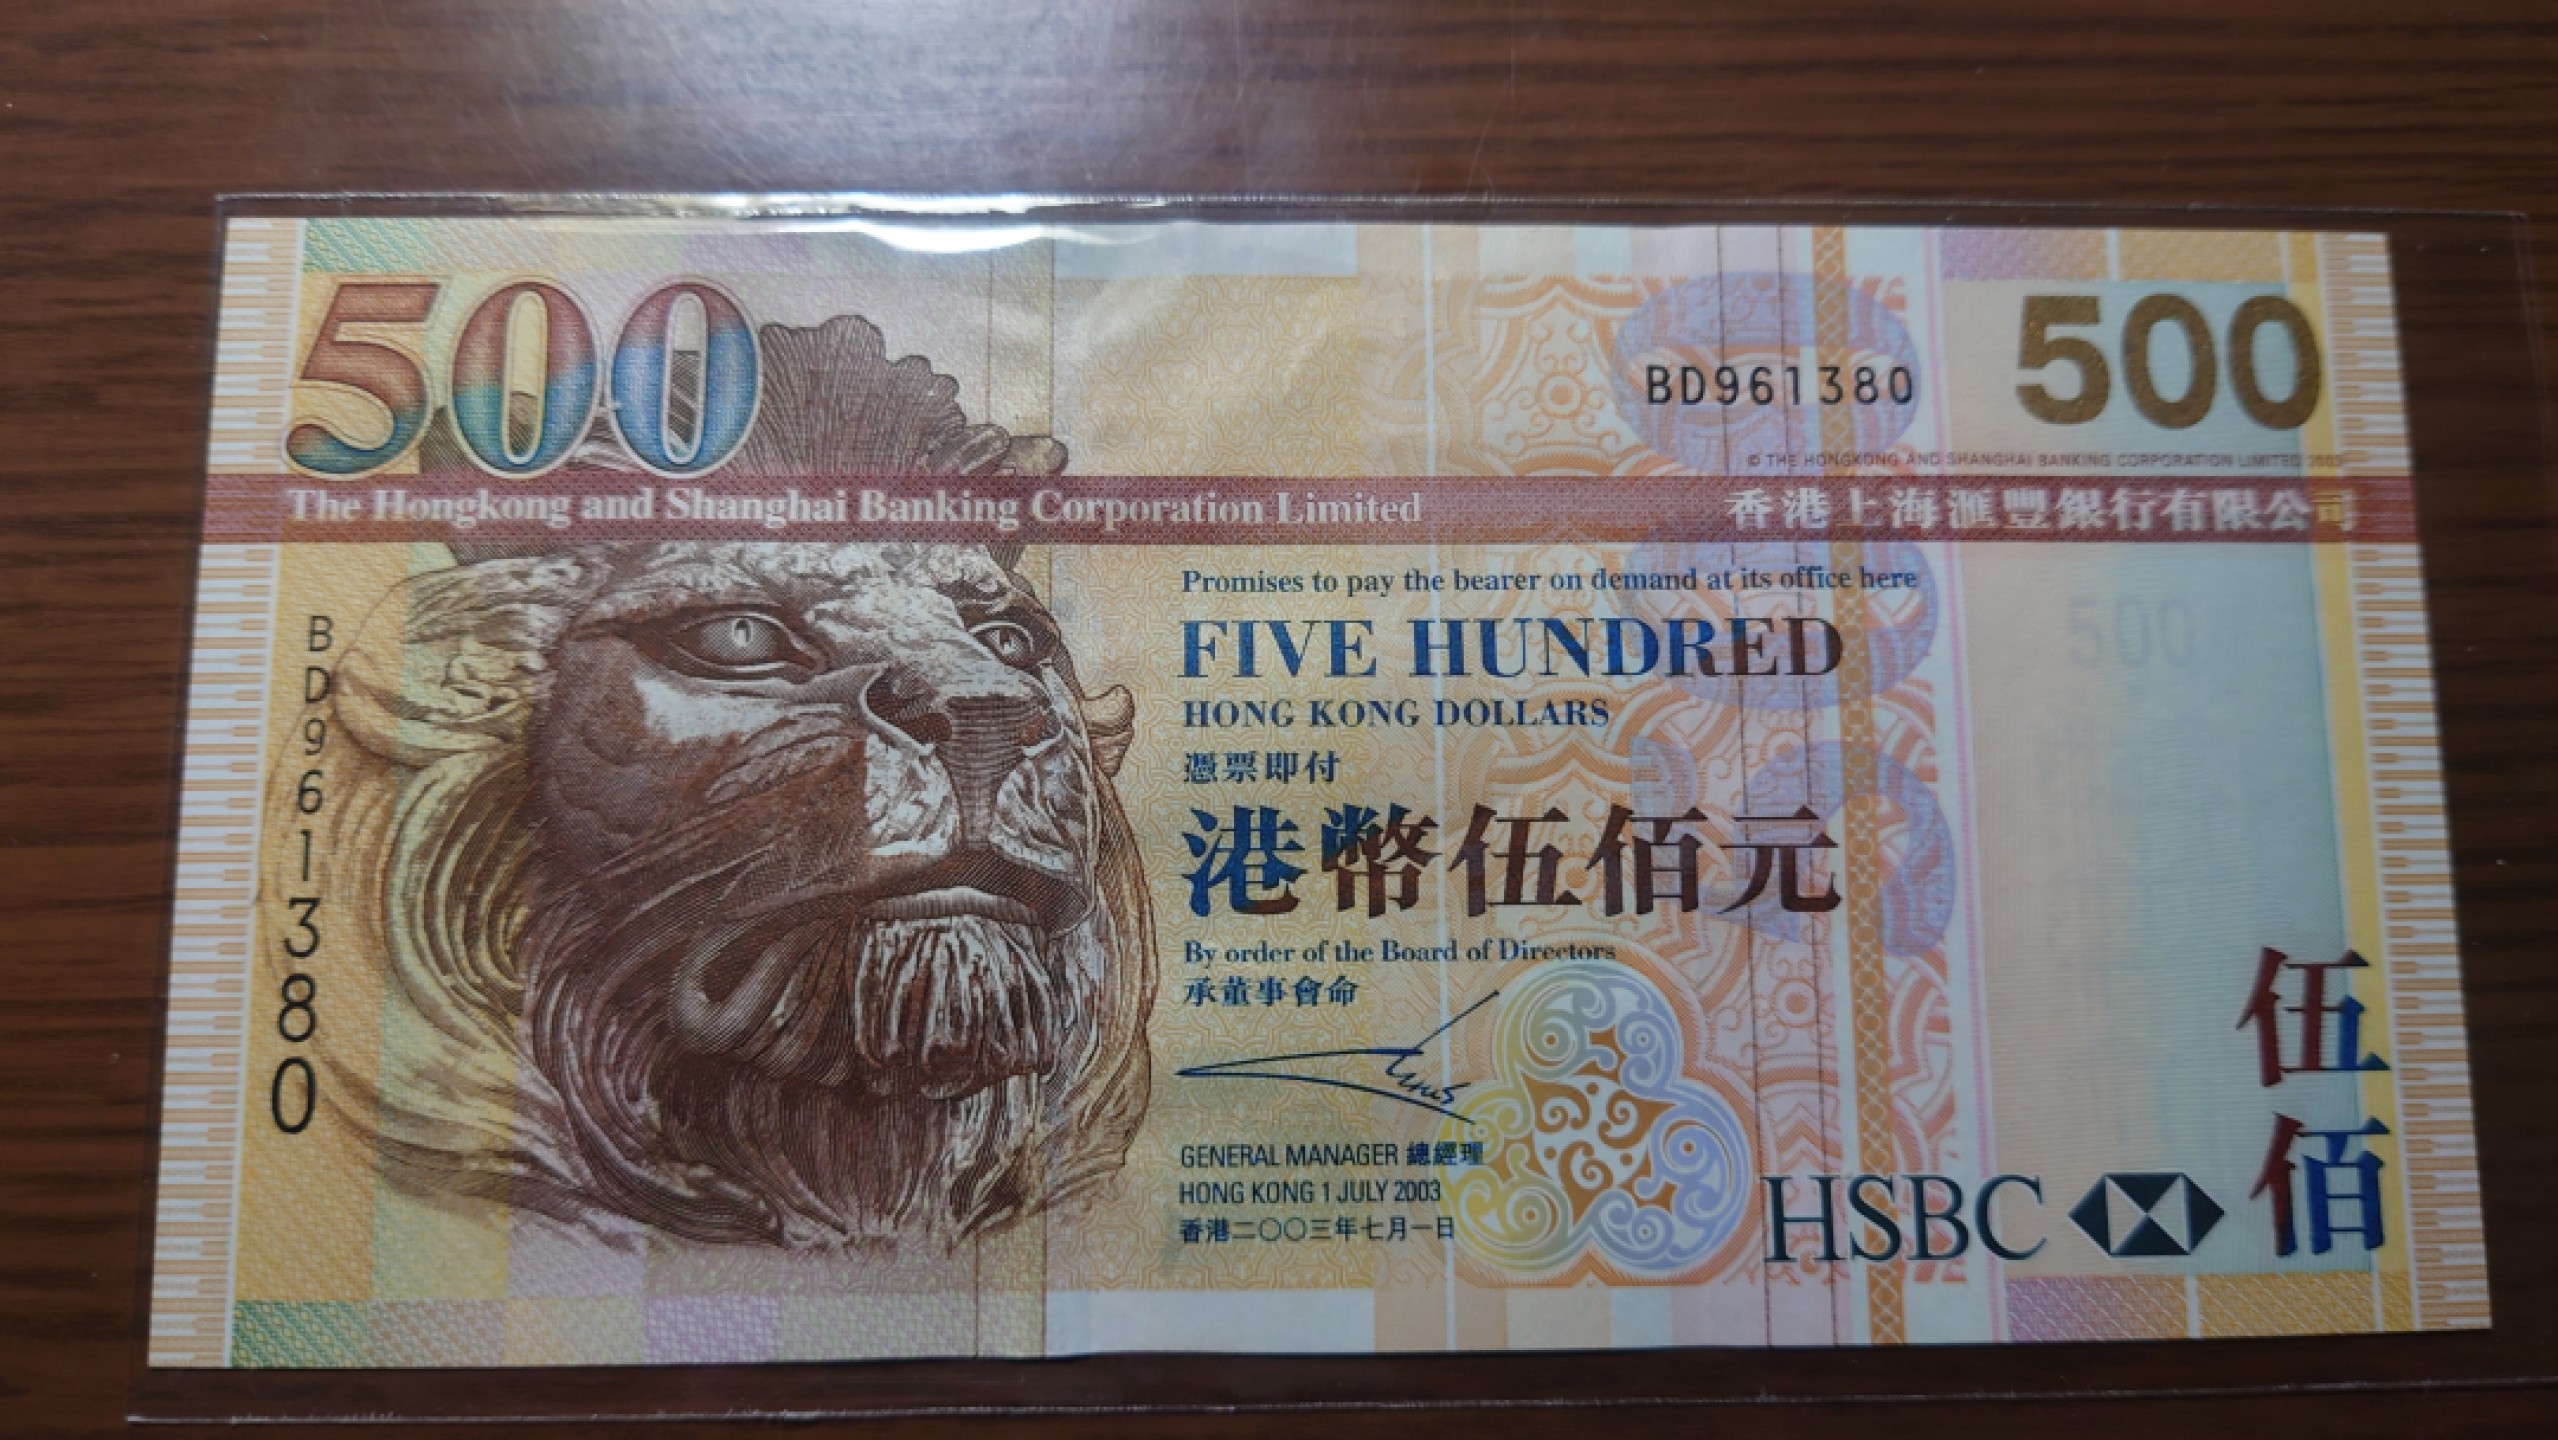 500
BD961380
500
© THE HONGKONG AND SHANGHAI BANKING CORPORATION LIMITED 2003
The Hongkong and Shanghai Banking Corporation Limited
香港上海滙豐銀行有限公司
Promises to pay the bearer on demand at its office here
FIVE HUNDRED
HONG KONG DOLLARS
憑票即付
港幣伍佰元
By order of the Board of Directors
承董事會命
GENERAL MANAGER 總經理
HONG KONG 1 JULY 2003
香港二〇〇三年七月一日
BD961380
500
HSBC
伍佰